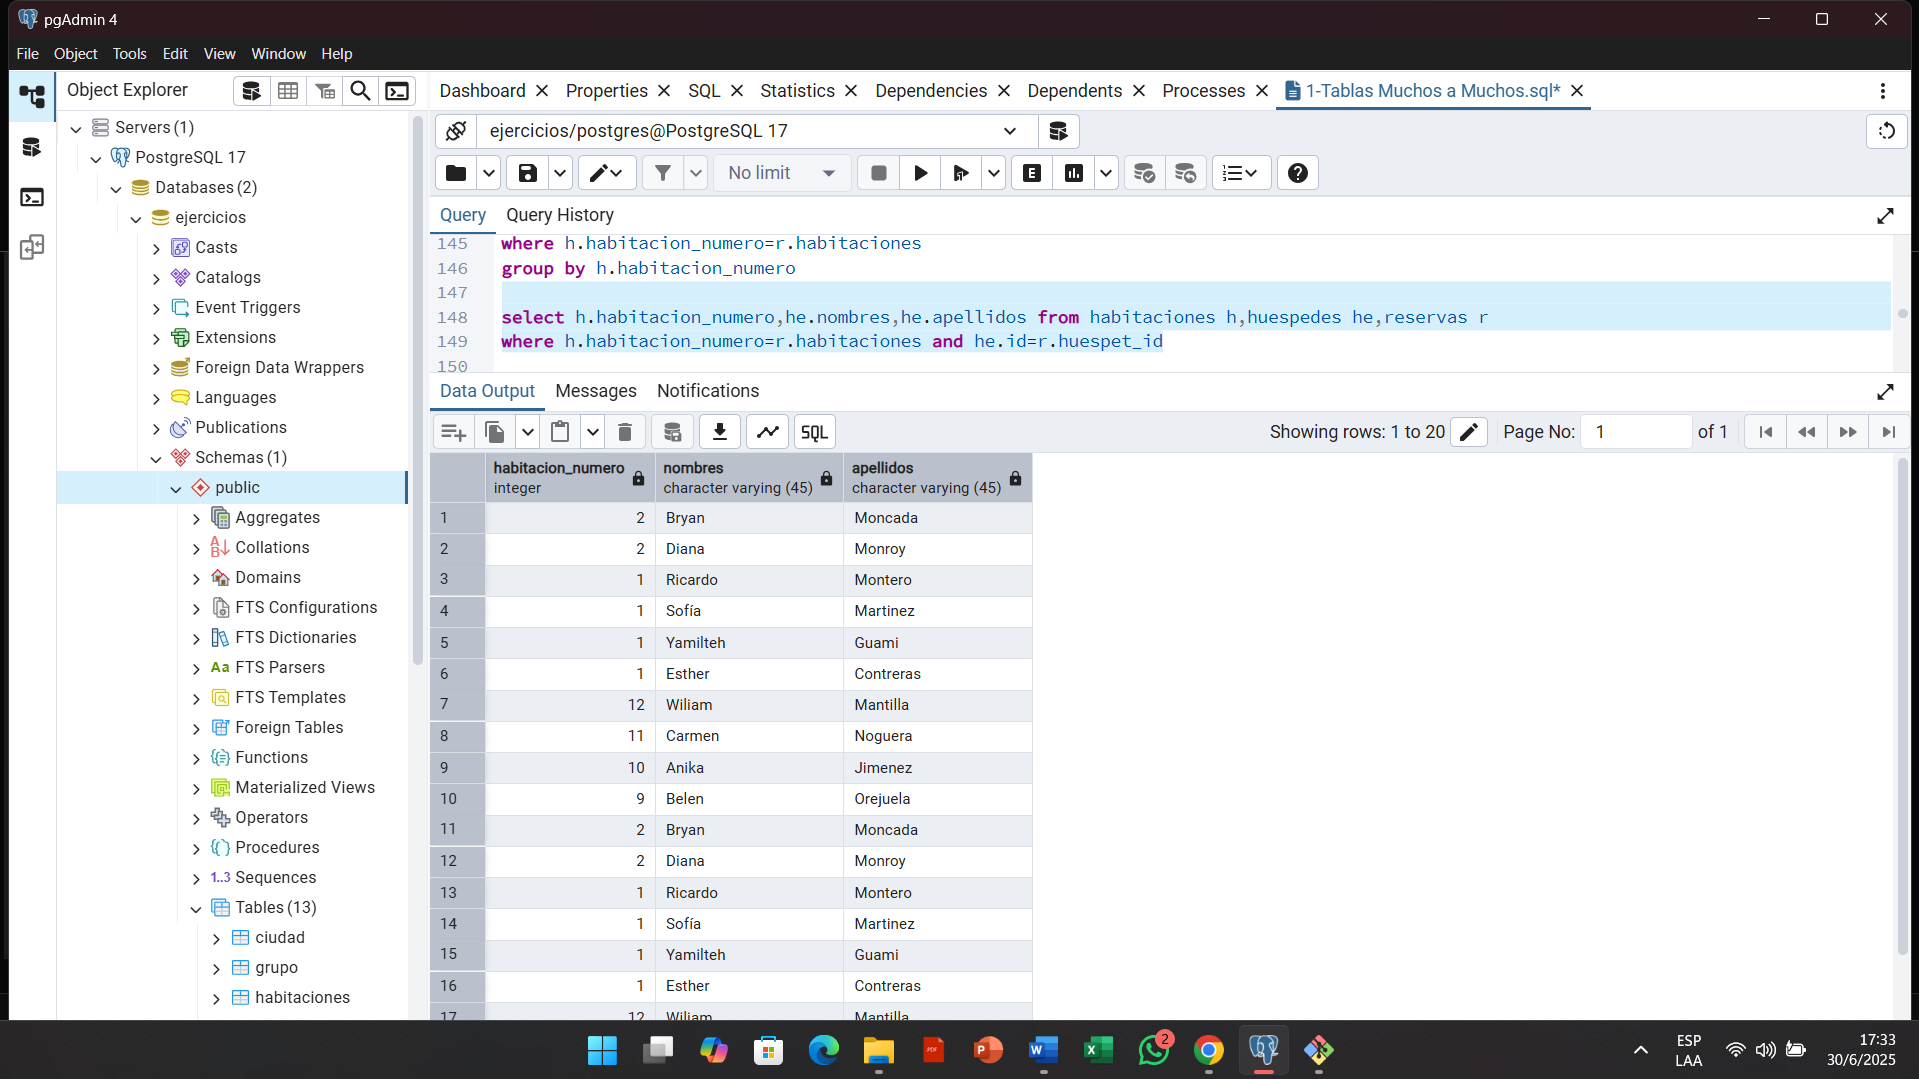 pgAdmin 4
File Object Tools Edit View Window Help
Object Explorer
Dashboard Properties SQL Statistics Dependencies Dependents Processes 1-Tablas Muchos a Muchos.sql*
Servers (1)
PostgreSQL 17
Databases (2)
ejercicios
Casts
Catalogs
Event Triggers
Extensions
Foreign Data Wrappers
Languages
Publications
Schemas (1)
public
Aggregates
Collations
Domains
FTS Configurations
FTS Dictionaries
Aa FTS Parsers
FTS Templates
Foreign Tables
Functions
Materialized Views
Operators
Procedures
1..3 Sequences
Tables (13)
ciudad
grupo
habitaciones
ejercicios/postgres@PostgreSQL 17
No limit
E
Query Query History
145 where h.habitacion_numero=r.habitaciones
146 group by h.habitacion_numero
147
148 select h.habitacion_numero,he.nombres,he.apellidos from habitaciones h,huespedes he,reservas r
149 where h.habitacion_numero=r.habitaciones and he.id=r.huespet_id
150
Data Output Messages Notifications
SQL
Showing rows: 1 to 20 Page No: 1 of 1
habitacion_numero nombres apellidos
integer character varying (45) character varying (45)
1 2 Bryan Moncada
2 2 Diana Monroy
3 1 Ricardo Montero
4 1 Sofía Martinez
5 1 Yamilteh Guami
6 1 Esther Contreras
7 12 Wiliam Mantilla
8 11 Carmen Noguera
9 10 Anika Jimenez
10 9 Belen Orejuela
11 2 Bryan Moncada
12 2 Diana Monroy
13 1 Ricardo Montero
14 1 Sofía Martinez
15 1 Yamilteh Guami
16 1 Esther Contreras
17 12 Wiliam Mantilla
PDF
P
W
X
2
ESP
LAA
17:33
30/6/2025